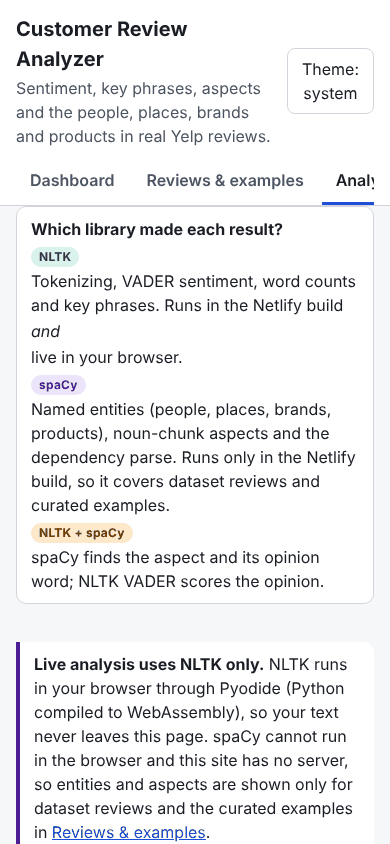 Customer Review
Analyzer
Sentiment, key phrases, aspects
and the people, places, brands
and products in real Yelp reviews.
Theme:
system
Dashboard
Reviews & examples
Which library made each result?
NLTK
Tokenizing, VADER sentiment, word counts
and key phrases. Runs in the Netlify build
and
live in your browser.
spaCy
Named entities (people, places, brands,
products), noun-chunk aspects and the
dependency parse. Runs only in the Netlify
build, so it covers dataset reviews and
curated examples.
NLTK + spaCy
spaCy finds the aspect and its opinion
word; NLTK VADER scores the opinion.
Live analysis uses NLTK only. NLTK runs
in your browser through Pyodide (Python
compiled to WebAssembly), so your text
never leaves this page. spaCy cannot run
in the browser and this site has no server,
so entities and aspects are shown only for
dataset reviews and the curated examples
in Reviews & examples.